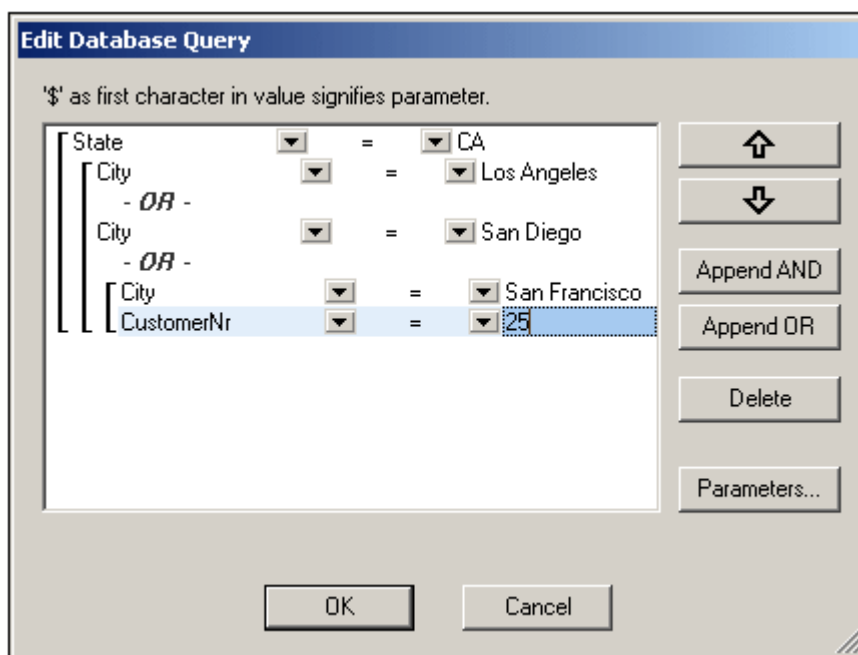 Edit Database Query
'$' as first character in value signifies parameter.
State = CA
City = Los Angeles
- OR -
City = San Diego
- OR -
City = San Francisco
CustomerNr = 25
Append AND
Append OR
Delete
Parameters...
OK Cancel